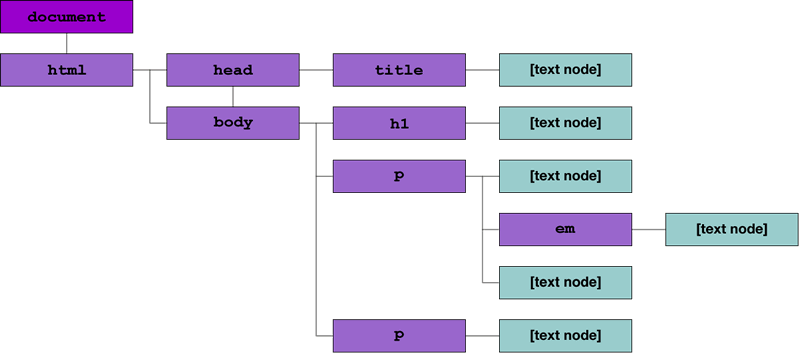 document
html
head
title
[text node]
body
h1
[text node]
p
[text node]
em
[text node]
[text node]
p
[text node]